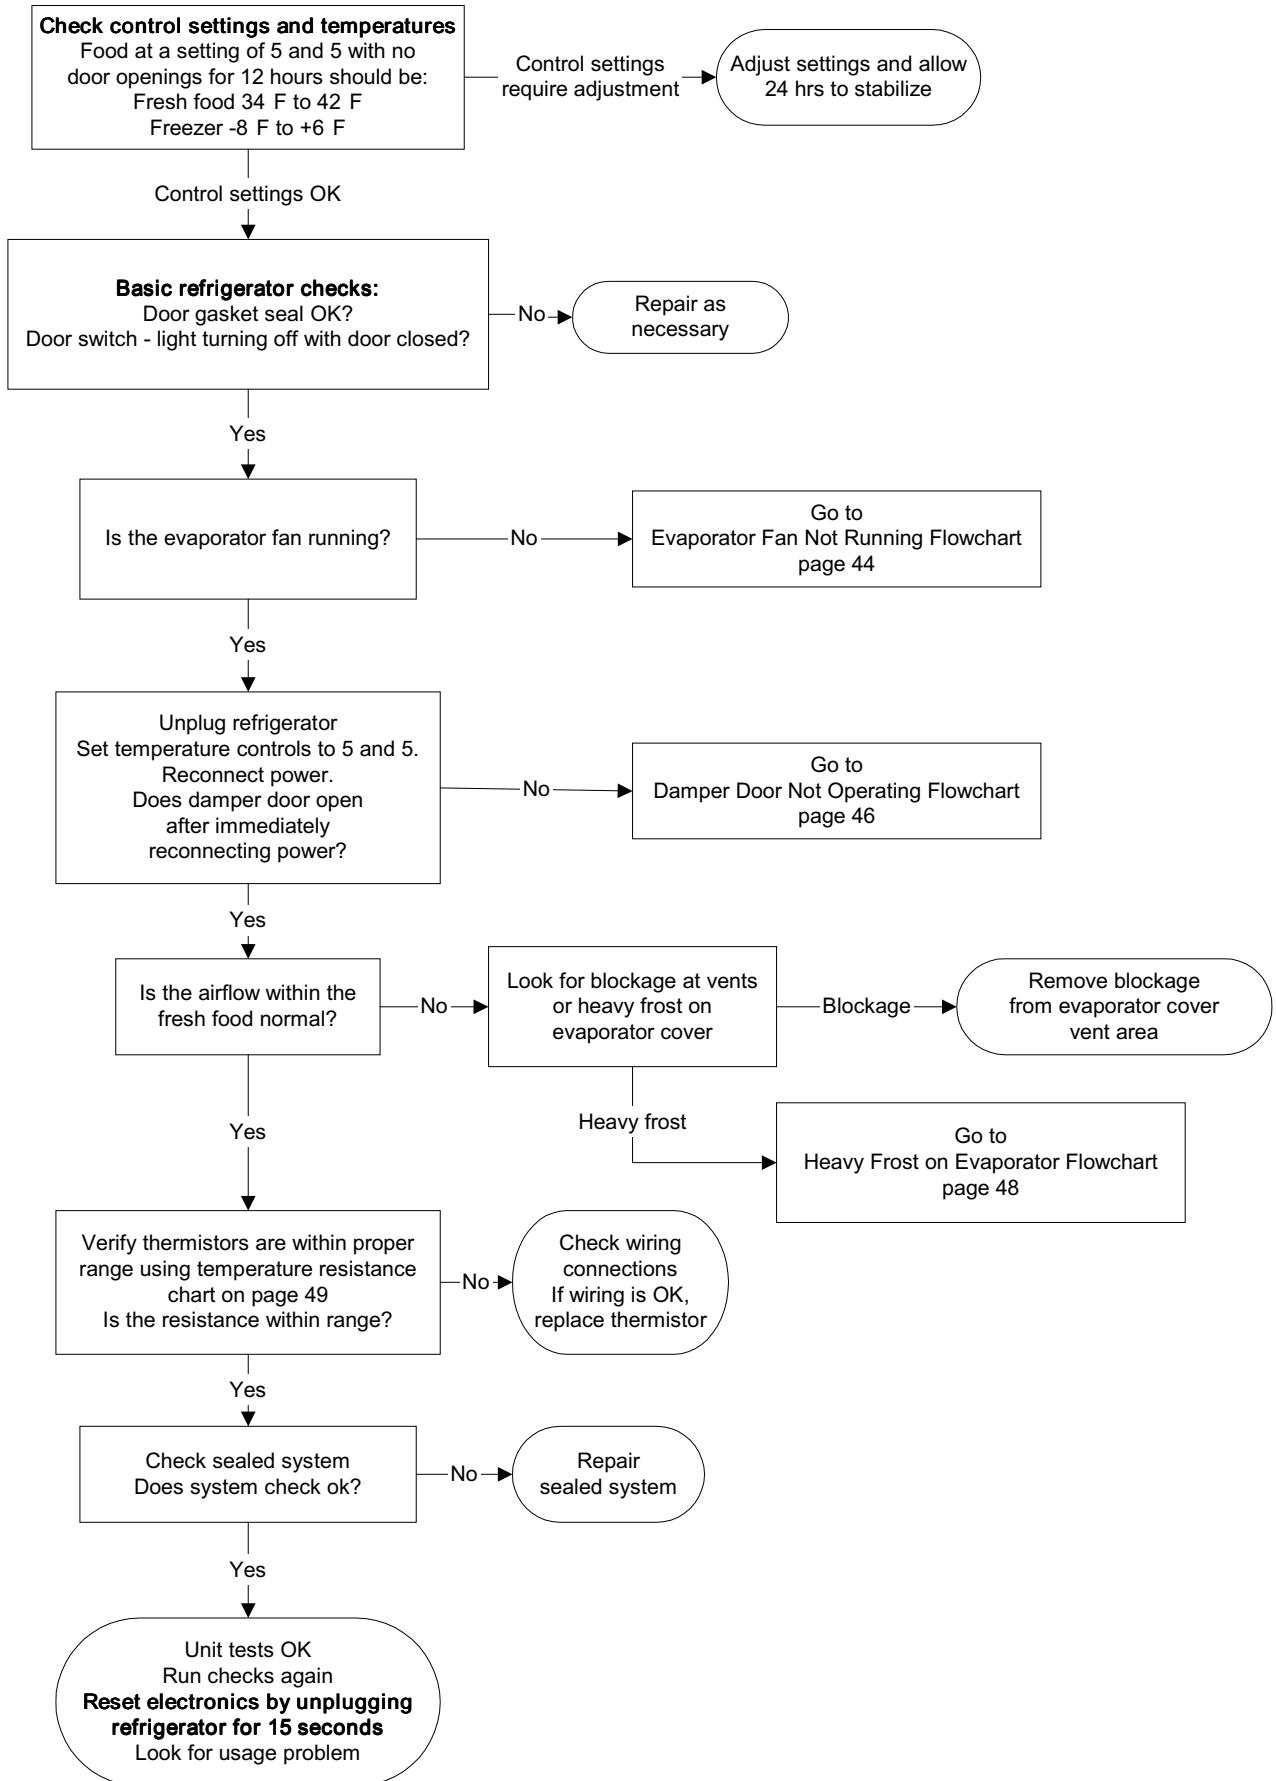 Check control settings and temperatures
Food at a setting of 5 and 5 with no
door openings for 12 hours should be:
Fresh food 34 F to 42 F
Freezer -8 F to +6 F
Control settings
require adjustment
Adjust settings and allow
24 hrs to stabilize
Control settings OK
Basic refrigerator checks:
Door gasket seal OK?
Door switch - light turning off with door closed?
No
Repair as
necessary
Yes
Is the evaporator fan running?
No
Go to
Evaporator Fan Not Running Flowchart
page 44
Yes
Unplug refrigerator
Set temperature controls to 5 and 5.
Reconnect power.
Does damper door open
after immediately
reconnecting power?
No
Go to
Damper Door Not Operating Flowchart
page 46
Yes
Is the airflow within the
fresh food normal?
No
Look for blockage at vents
or heavy frost on
evaporator cover
Blockage
Remove blockage
from evaporator cover
vent area
Heavy frost
Go to
Heavy Frost on Evaporator Flowchart
page 48
Yes
Verify thermistors are within proper
range using temperature resistance
chart on page 49
Is the resistance within range?
No
Check wiring
connections
If wiring is OK,
replace thermistor
Yes
Check sealed system
Does system check ok?
No
Repair
sealed system
Yes
Unit tests OK
Run checks again
Reset electronics by unplugging
refrigerator for 15 seconds
Look for usage problem